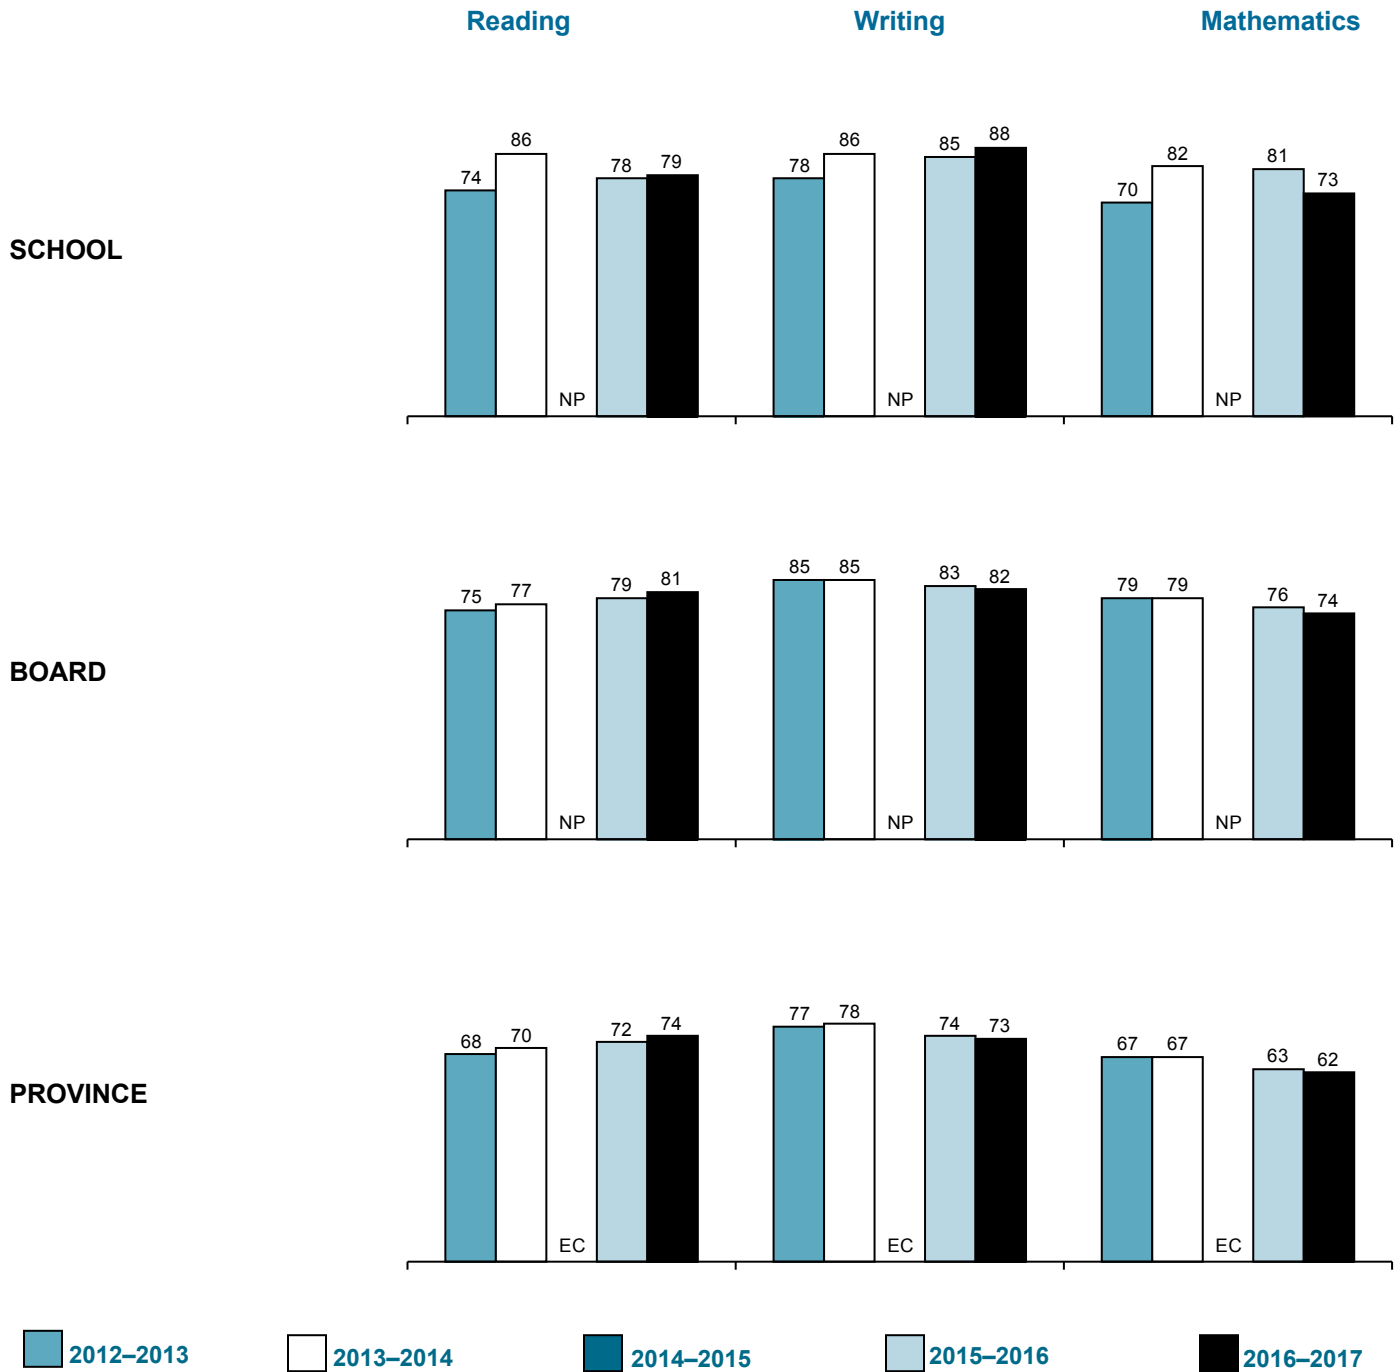 Reading Writing Mathematics
SCHOOL
74 86 NP 78 79 78 86 NP 85 88 70 82 NP 81 73
BOARD
75 77 NP 79 81 85 85 NP 83 82 79 79 NP 76 74
PROVINCE
68 70 EC 72 74 77 78 EC 74 73 67 67 EC 63 62
2012–2013 2013–2014 2014–2015 2015–2016 2016–2017